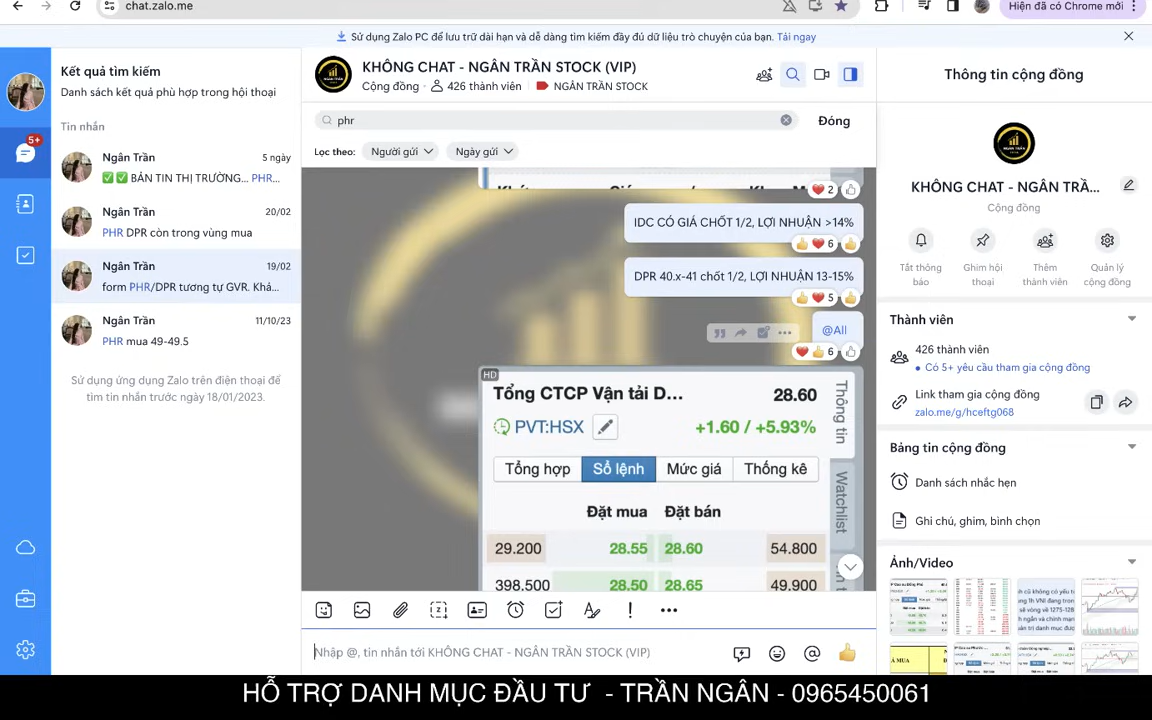 chat.zalo.me
Hiện đã có Chrome mới
Sử dụng Zalo PC để lưu trữ dài hạn và dễ dàng tìm kiếm đầy đủ dữ liệu trò chuyện của bạn. Tải ngay
5+
Kết quả tìm kiếm
Danh sách kết quả phù hợp trong hội thoại
Tin nhắn
Ngân Trần 5 ngày
BẢN TIN THỊ TRƯỜNG... PHR...
Ngân Trần 20/02
PHR DPR còn trong vùng mua
Ngân Trần 19/02
form PHR/DPR tương tự GVR. Khả...
Ngân Trần 11/10/23
PHR mua 49-49.5
Sử dụng ứng dụng Zalo trên điện thoại để
tìm tin nhắn trước ngày 18/01/2023.
KHÔNG CHAT - NGÂN TRẦN STOCK (VIP)
Cộng đồng 426 thành viên NGÂN TRẦN STOCK
phr
Đóng
Lọc theo: Người gửi Ngày gửi
2
IDC CÓ GIÁ CHỐT 1/2, LỢI NHUẬN >14%
6
DPR 40.x-41 chốt 1/2, LỢI NHUẬN 13-15%
5
@All
6
HD
Tổng CTCP Vận tải D... 28.60
PVT:HSX +1.60 / +5.93%
Tổng hợp Sổ lệnh Mức giá Thống kê
Thông tin
Watchlist
Đặt mua Đặt bán
29.200 28.55 28.60 54.800
398.500 28.50 28.65 49.900
Nhập @, tin nhắn tới KHÔNG CHAT - NGÂN TRẦN STOCK (VIP)
Thông tin cộng đồng
KHÔNG CHAT - NGÂN TRẦ...
Cộng đồng
Tắt thông báo
Ghim hội thoại
Thêm thành viên
Quản lý cộng đồng
Thành viên
426 thành viên
Có 5+ yêu cầu tham gia cộng đồng
Link tham gia cộng đồng
zalo.me/g/hceftg068
Bảng tin cộng đồng
Danh sách nhắc hẹn
Ghi chú, ghim, bình chọn
Ảnh/Video
HỖ TRỢ DANH MỤC ĐẦU TƯ - TRẦN NGÂN - 0965450061